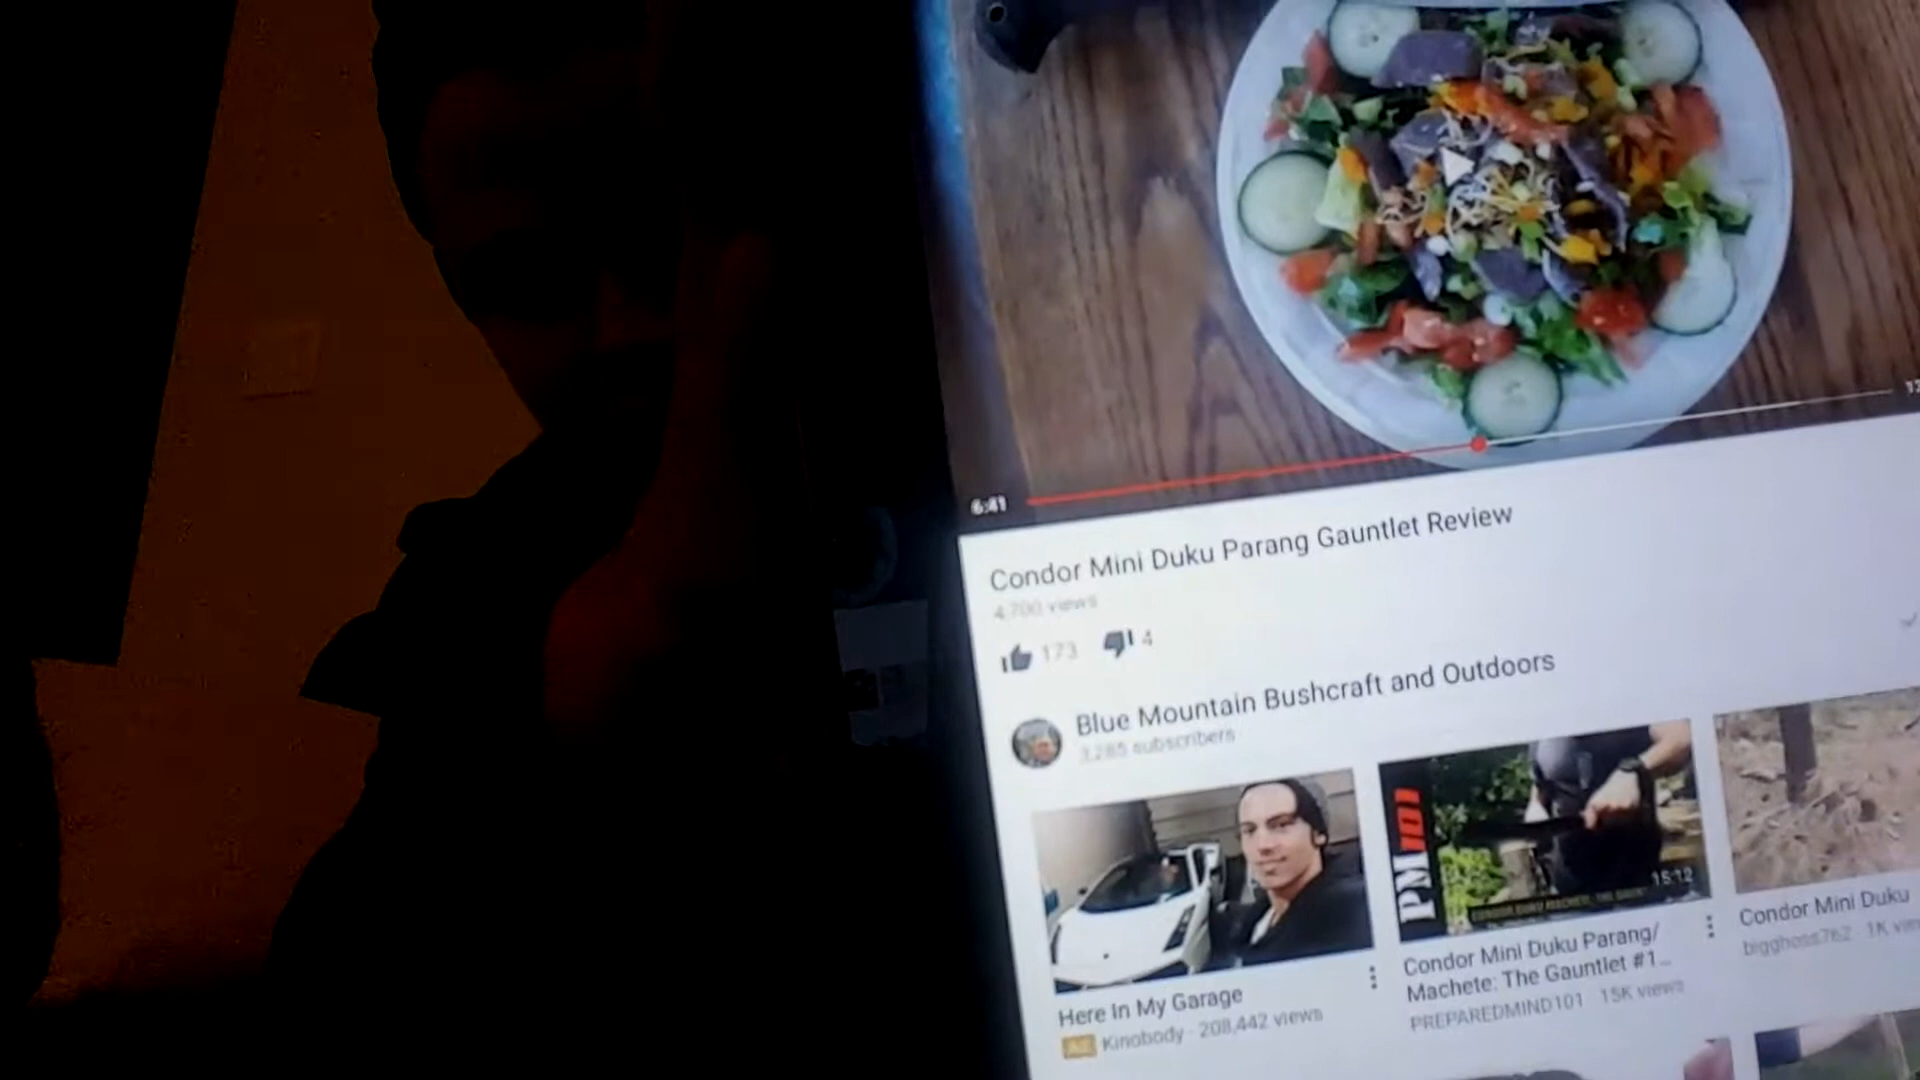 6:41
Condor Mini Duku Parang Gauntlet Review
4,700 views
173
4
Blue Mountain Bushcraft and Outdoors
3,285 subscribers
Here In My Garage
Ad Kinobody · 208,442 views
PM101
15:12
Condor Mini Duku Parang/
Machete: The Gauntlet #1...
PREPAREDMIND101 · 15K views
Condor Mini Duku
bigghoss762 · 1K